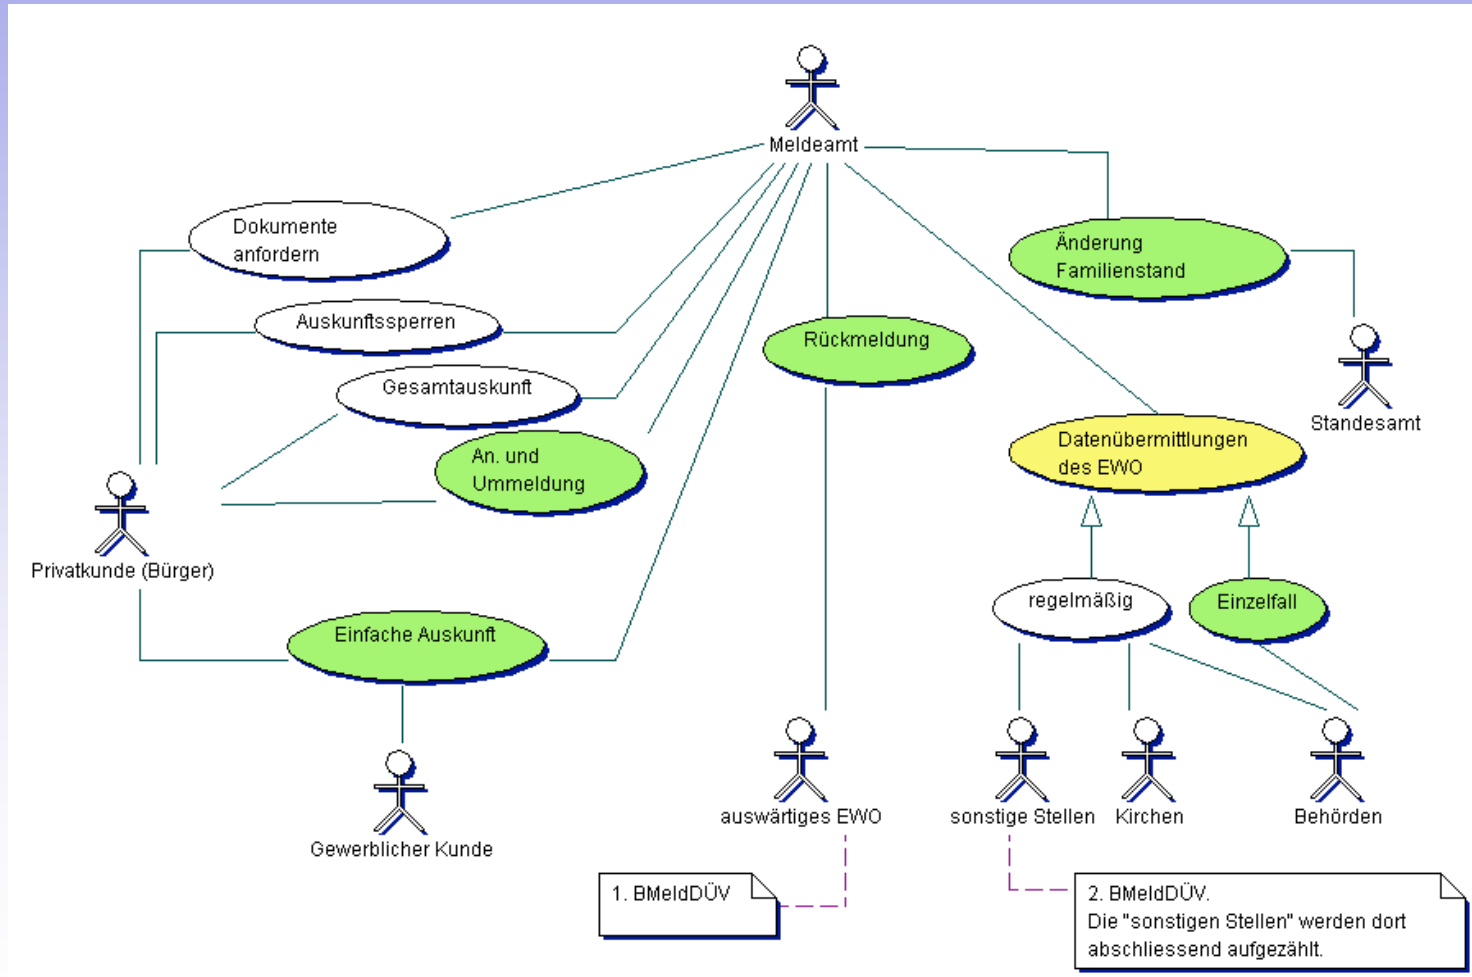 Meldeamt
Dokumente
anfordern
Änderung
Familienstand
Auskunftssperren
Rückmeldung
Gesamtauskunft
Standesamt
Datenübermittlungen
des EWO
An. und
Ummeldung
Privatkunde (Bürger)
regelmäßig
Einzelfall
Einfache Auskunft
auswärtiges EWO
sonstige Stellen
Kirchen
Behörden
Gewerblicher Kunde
1. BMeldDÜV
2. BMeldDÜV.
Die "sonstigen Stellen" werden dort
abschliessend aufgezählt.